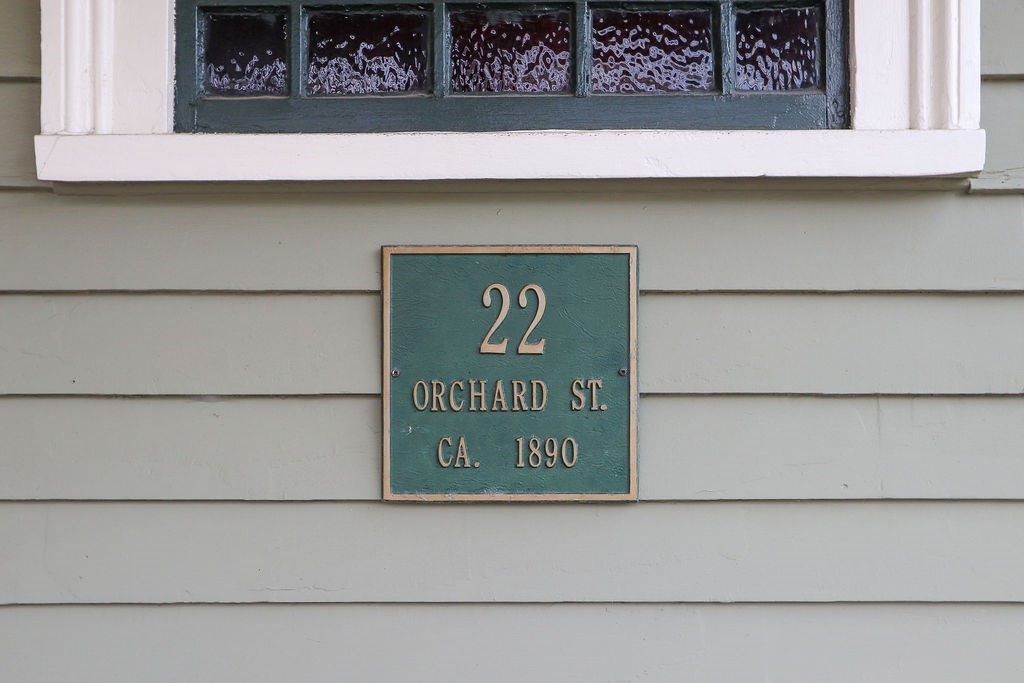 22
ORCHARD ST.
CA. 1890